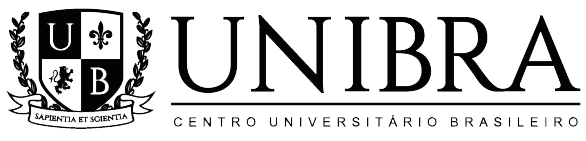 U
B
SAPIENTIA ET SCIENTIA
UNIBRA
CENTRO UNIVERSITÁRIO BRASILEIRO